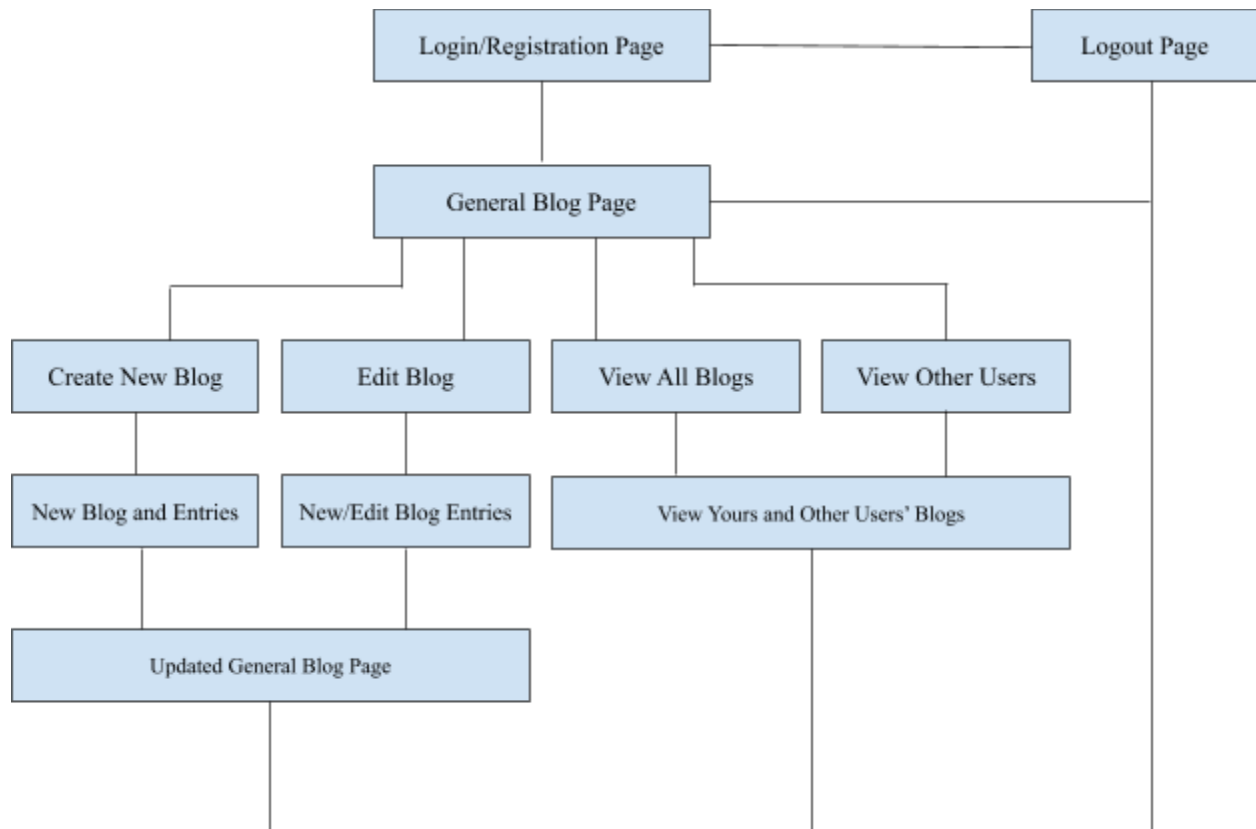 Login/Registration Page
Logout Page
General Blog Page
Create New Blog
Edit Blog
View All Blogs
View Other Users
New Blog and Entries
New/Edit Blog Entries
View Yours and Other Users’ Blogs
Updated General Blog Page